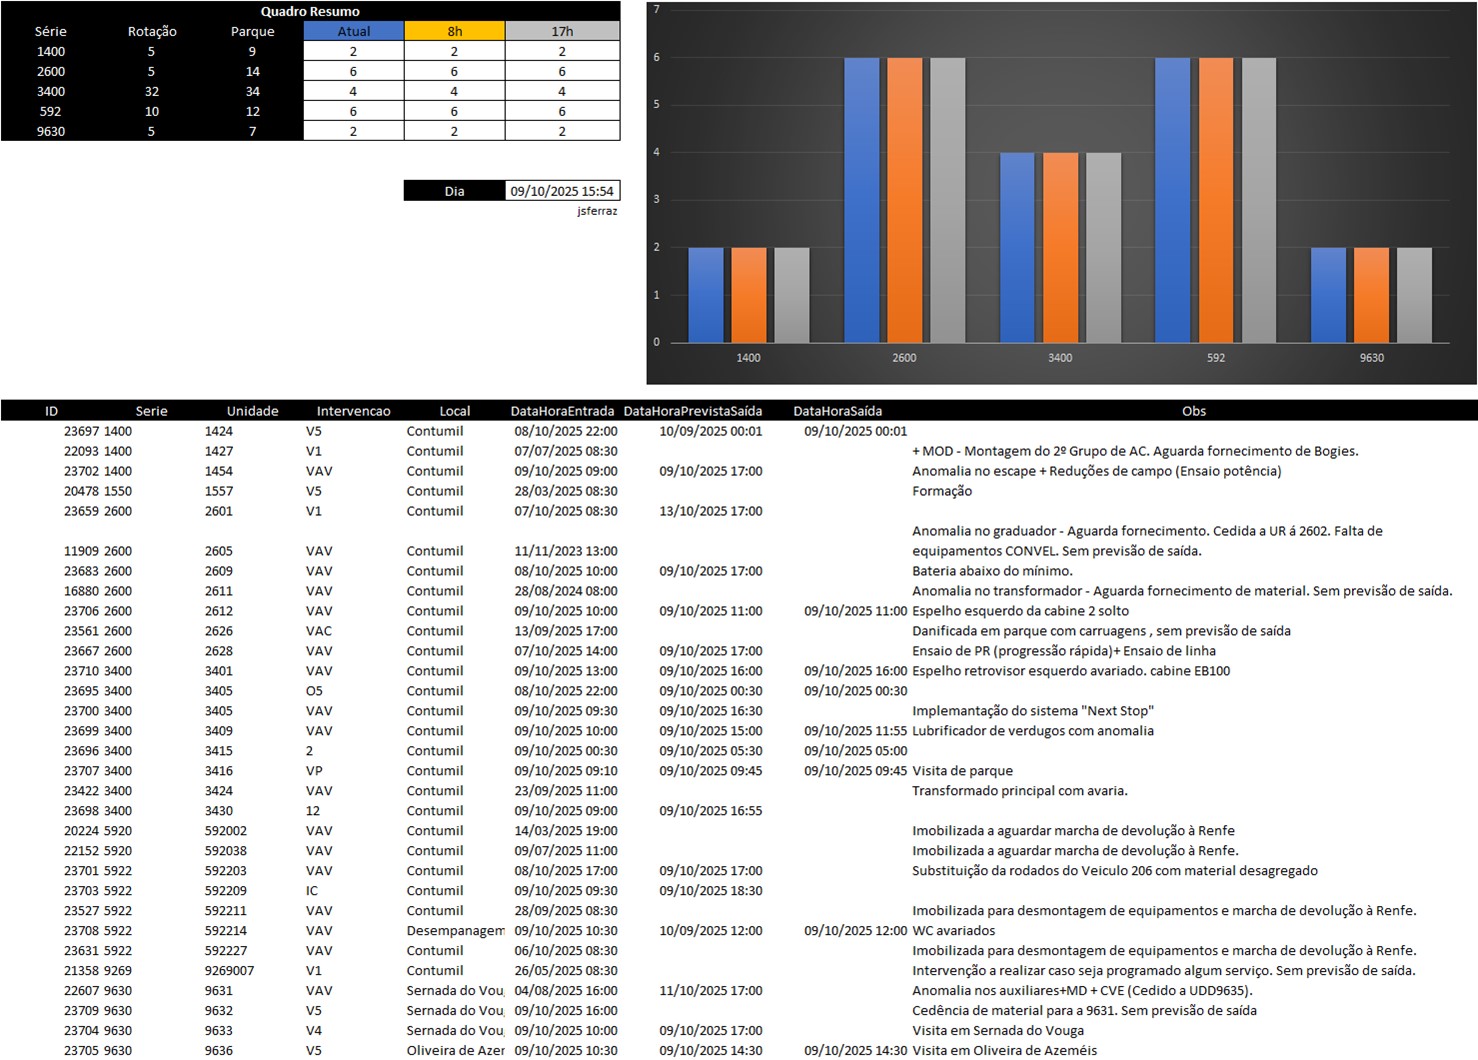 Quadro Resumo
Série Rotação Parque Atual 8h 17h
1400 5 9 2 2 2
2600 5 14 6 6 6
3400 32 34 4 4 4
592 10 12 6 6 6
9630 5 7 2 2 2
Dia 09/10/2025 15:54
jsferraz
7
6
5
4
3
2
1
0
1400 2600 3400 592 9630
ID Serie Unidade Intervencao Local DataHoraEntrada DataHoraPrevistaSaída DataHoraSaída Obs
23697 1400 1424 V5 Contumil 08/10/2025 22:00 10/09/2025 00:01 09/10/2025 00:01
22093 1400 1427 V1 Contumil 07/07/2025 08:30 + MOD - Montagem do 2º Grupo de AC. Aguarda fornecimento de Bogies.
23702 1400 1454 VAV Contumil 09/10/2025 09:00 09/10/2025 17:00 Anomalia no escape + Reduções de campo (Ensaio potência)
20478 1550 1557 V5 Contumil 28/03/2025 08:30 Formação
23659 2600 2601 V1 Contumil 07/10/2025 08:30 13/10/2025 17:00
Anomalia no graduador - Aguarda fornecimento. Cedida a UR á 2602. Falta de
11909 2600 2605 VAV Contumil 11/11/2023 13:00 equipamentos CONVEL. Sem previsão de saída.
23683 2600 2609 VAV Contumil 08/10/2025 10:00 09/10/2025 17:00 Bateria abaixo do mínimo.
16880 2600 2611 VAV Contumil 28/08/2024 08:00 Anomalia no transformador - Aguarda fornecimento de material. Sem previsão de saída.
23706 2600 2612 VAV Contumil 09/10/2025 10:00 09/10/2025 11:00 09/10/2025 11:00 Espelho esquerdo da cabine 2 solto
23561 2600 2626 VAC Contumil 13/09/2025 17:00 Danificada em parque com carruagens , sem previsão de saída
23667 2600 2628 VAV Contumil 07/10/2025 14:00 09/10/2025 17:00 Ensaio de PR (progressão rápida)+ Ensaio de linha
23710 3400 3401 VAV Contumil 09/10/2025 13:00 09/10/2025 16:00 09/10/2025 16:00 Espelho retrovisor esquerdo avariado. cabine EB100
23695 3400 3405 O5 Contumil 08/10/2025 22:00 09/10/2025 00:30 09/10/2025 00:30
23700 3400 3405 VAV Contumil 09/10/2025 09:30 09/10/2025 16:30 Implemantação do sistema "Next Stop"
23699 3400 3409 VAV Contumil 09/10/2025 10:00 09/10/2025 15:00 09/10/2025 11:55 Lubrificador de verdugos com anomalia
23696 3400 3415 2 Contumil 09/10/2025 00:30 09/10/2025 05:30 09/10/2025 05:00
23707 3400 3416 VP Contumil 09/10/2025 09:10 09/10/2025 09:45 09/10/2025 09:45 Visita de parque
23422 3400 3424 VAV Contumil 23/09/2025 11:00 Transformado principal com avaria.
23698 3400 3430 12 Contumil 09/10/2025 09:00 09/10/2025 16:55
20224 5920 592002 VAV Contumil 14/03/2025 19:00 Imobilizada a aguardar marcha de devolução à Renfe
22152 5920 592038 VAV Contumil 09/07/2025 11:00 Imobilizada a aguardar marcha de devolução à Renfe.
23701 5922 592203 VAV Contumil 08/10/2025 17:00 09/10/2025 17:00 Substituição da rodados do Veiculo 206 com material desagregado
23703 5922 592209 IC Contumil 09/10/2025 09:30 09/10/2025 18:30
23527 5922 592211 VAV Contumil 28/09/2025 08:30 Imobilizada para desmontagem de equipamentos e marcha de devolução à Renfe.
23708 5922 592214 VAV Desempanagem 09/10/2025 10:30 10/09/2025 12:00 09/10/2025 12:00 WC avariados
23631 5922 592227 VAV Contumil 06/10/2025 08:30 Imobilizada para desmontagem de equipamentos e marcha de devolução à Renfe.
21358 9269 9269007 V1 Contumil 26/05/2025 08:30 Intervenção a realizar caso seja programado algum serviço. Sem previsão de saída.
22607 9630 9631 VAV Sernada do Vou 04/08/2025 16:00 11/10/2025 17:00 Anomalia nos auxiliares+MD + CVE (Cedido a UDD9635).
23709 9630 9632 V5 Sernada do Vou 09/10/2025 16:00 Cedência de material para a 9631. Sem previsão de saída
23704 9630 9633 V4 Sernada do Vou 09/10/2025 10:00 09/10/2025 17:00 Visita em Sernada do Vouga
23705 9630 9636 V5 Oliveira de Azer 09/10/2025 10:30 09/10/2025 14:30 09/10/2025 14:30 Visita em Oliveira de Azeméis